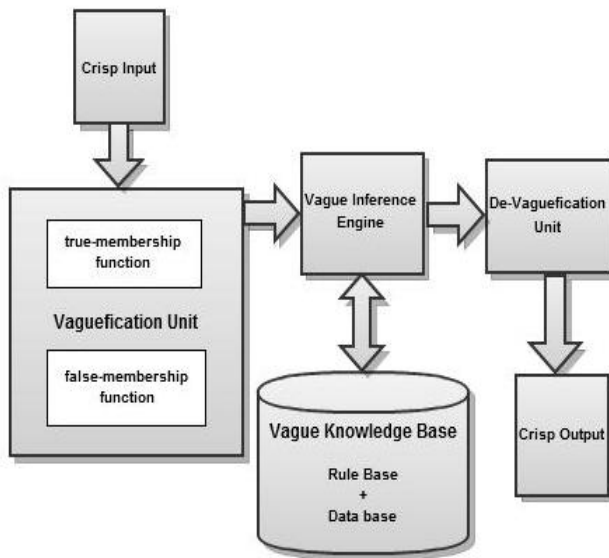 Crisp Input
true-membership
function
Vaguefication Unit
false-membership
function
Vague Inference
Engine
De-Vaguefication
Unit
Vague Knowledge Base
Rule Base
+
Data base
Crisp Output